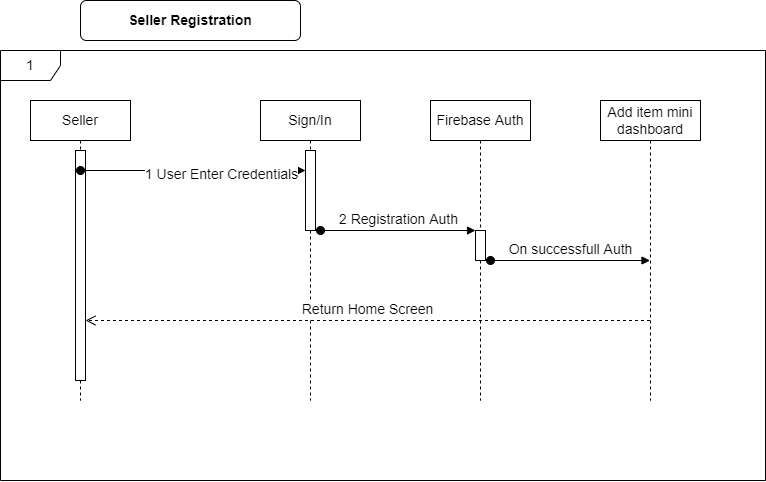 Seller Registration
1
Seller
Sign/In
Firebase Auth
Add item mini
dashboard
1 User Enter Credentials
2 Registration Auth
On successfull Auth
Return Home Screen